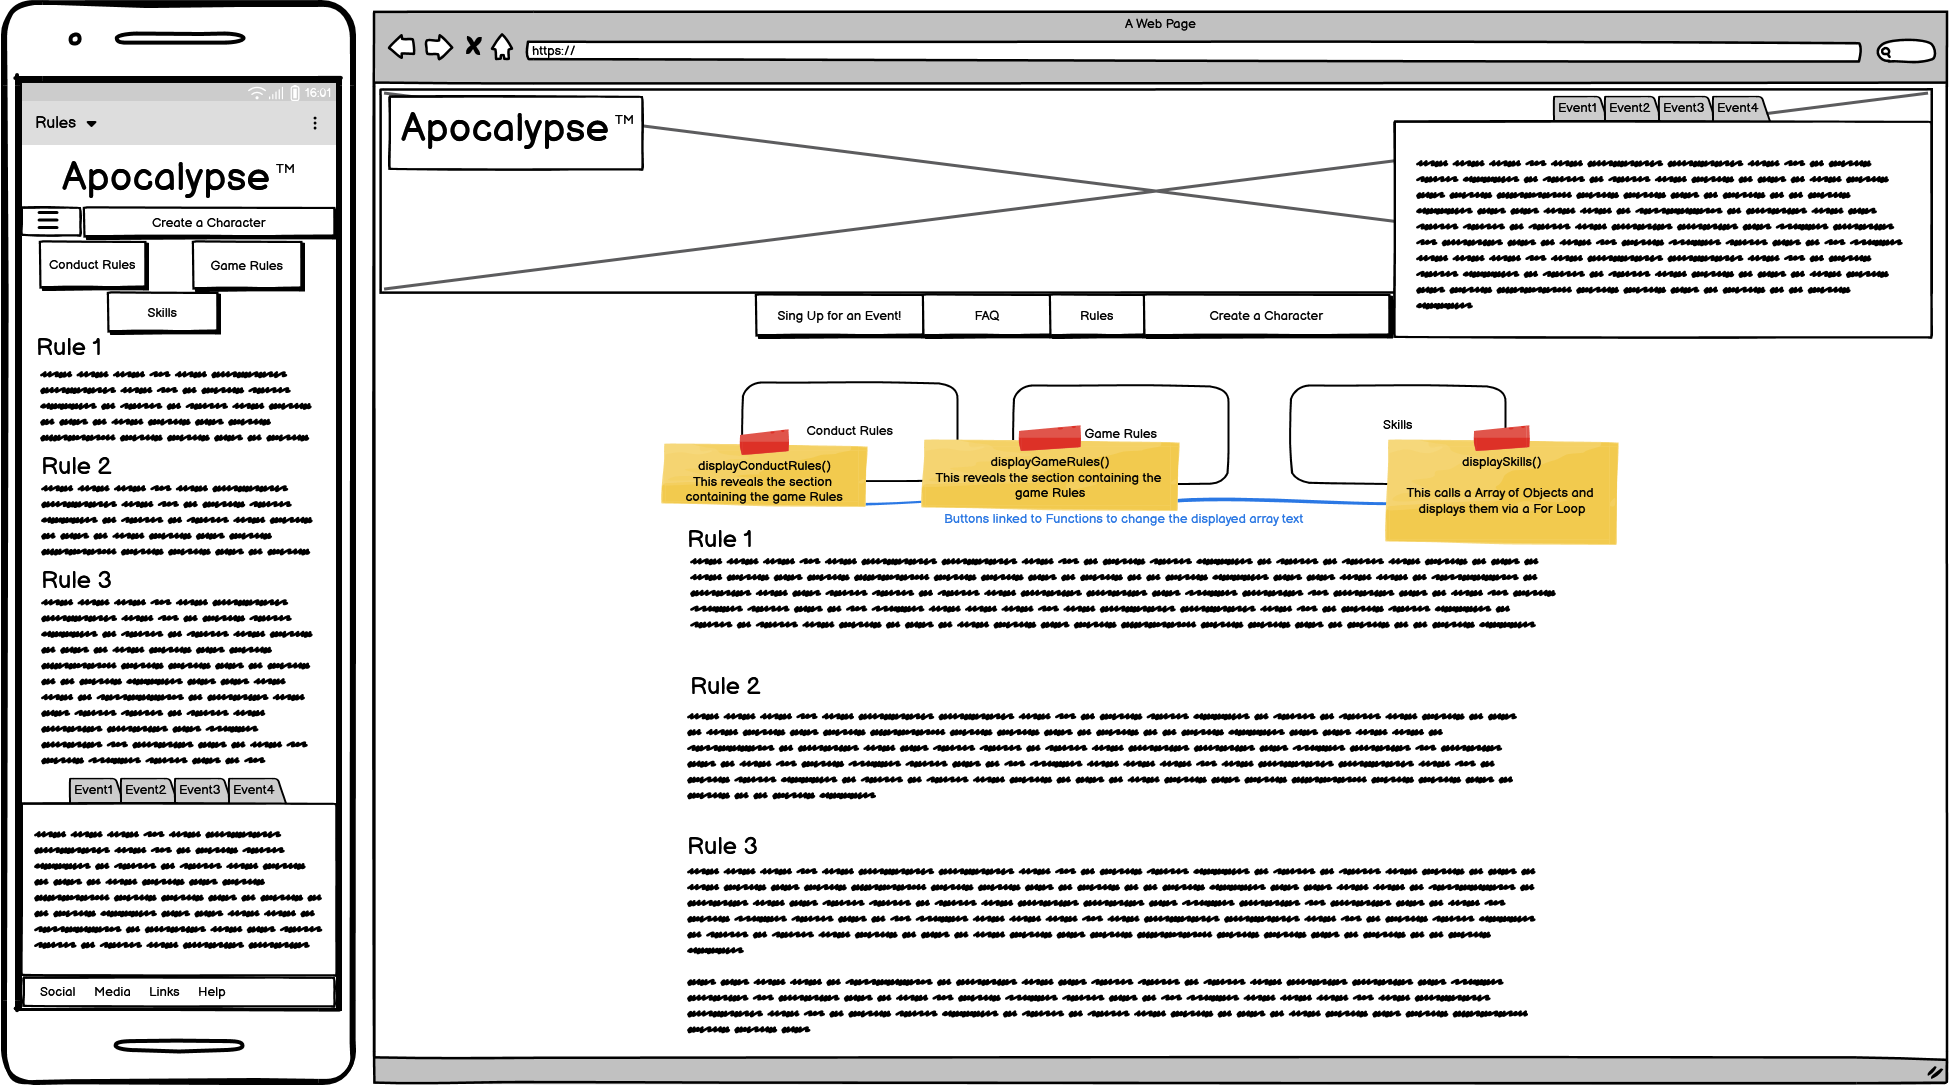 16:01
Rules
Apocalypse ™
Create a Character
Conduct Rules
Game Rules
Skills
Rule 1
Rule 2
Rule 3
Event1 Event2 Event3 Event4
Social Media Links Help
A Web Page
https://
Apocalypse ™
Event1 Event2 Event3 Event4
Sing Up for an Event! FAQ Rules Create a Character
Conduct Rules
Game Rules
Skills
displayConductRules()
This reveals the section
containing the game Rules
displayGameRules()
This reveals the section containing the
game Rules
displaySkills()
This calls a Array of Objects and
displays them via a For Loop
Buttons linked to Functions to change the displayed array text
Rule 1
Rule 2
Rule 3